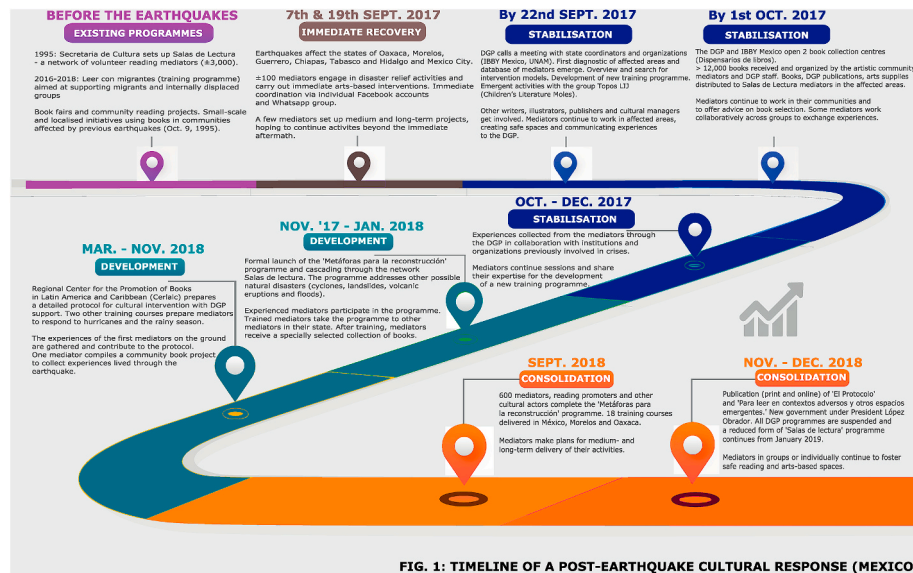 BEFORE THE EARTHQUAKES
EXISTING PROGRAMMES
1995: Secretaria de Cultura sets up Salas de Lectura
- a network of volunteer reading mediators (±3,000).
2016-2018: Leer con migrantes (training programme)
aimed at supporting migrants and internally displaced
groups
Book fairs and community reading projects. Small-scale
and localised initiatives using books in communities
affected by previous earthquakes (Oct. 9, 1995).
7th & 19th SEPT. 2017
IMMEDIATE RECOVERY
Earthquakes affect the states of Oaxaca, Morelos,
Guerrero, Chiapas, Tabasco and Hidalgo and Mexico City.
±100 mediators engage in disaster relief activities and
carry out immediate arts-based interventions. Immediate
coordination via individual Facebook accounts
and Whatsapp group.
A few mediators set up medium and long-term projects,
hoping to continue activites beyond the immediate
aftermath.
By 22nd SEPT. 2017
STABILISATION
DGP calls a meeting with state coordinators and organizations
(IBBY Mexico, UNAM). First diagnostic of affected areas and
database of mediators emerge. Overview and search for
intervention models. Development of new training programme.
Emergent activities with the group Topos LIJ
(Children's Literature Moles).
Other writers, illustrators, publishers and cultural managers
get involved. Mediators continue to work in affected areas,
creating safe spaces and communicating experiences
to the DGP.
By 1st OCT. 2017
STABILISATION
The DGP and IBBY Mexico open 2 book collection centres
(Dispensarios de libros).
> 12,000 books received and organized by the artistic community
mediators and DGP staff. Books, DGP publications, arts supplies
distributed to Salas de Lectura mediators in the affected areas.
Mediators continue to work in their communities and
to offer advice on book selection. Some mediators work
collaboratively across groups to exchange experiences.
OCT. - DEC. 2017
STABILISATION
Experiences collected from the mediators through
the DGP in collaboration with institutions and
organizations previously involved in crises.
Mediators continue sessions and share
their expertise for the development
of a new training programme.
NOV. '17 - JAN. 2018
DEVELOPMENT
Formal launch of the 'Metáforas para la reconstrucción'
programme and cascading through the network
Salas de lectura. The programme addresses other possible
natural disasters (cyclones, landslides, volcanic
eruptions and floods).
Experienced mediators participate in the programme.
Trained mediators take the programme to other
mediators in their state. After training, mediators
receive a specially selected collection of books.
MAR. - NOV. 2018
DEVELOPMENT
Regional Center for the Promotion of Books
in Latin America and Caribbean (Cerlalc) prepares
a detailed protocol for cultural intervention with DGP
support. Two other training courses prepare mediators
to respond to hurricanes and the rainy season.
The experiences of the first mediators on the ground
are gathered and contribute to the protocol.
One mediator compiles a community book project
to collect experiences lived through the
earthquake.
SEPT. 2018
CONSOLIDATION
600 mediators, reading promoters and other
cultural actors complete the 'Metáforas para
la reconstrucción' programme. 18 training courses
delivered in México, Morelos and Oaxaca.
Mediators make plans for medium- and
long-term delivery of their activities.
NOV. - DEC. 2018
CONSOLIDATION
Publication (print and online) of 'El Protocolo'
and 'Para leer en contextos adversos y otros espacios
emergentes.' New government under President López
Obrador. All DGP programmes are suspended and
a reduced form of 'Salas de lectura' programme
continues from January 2019.
Mediators in groups or individually continue to foster
safe reading and arts-based spaces.
FIG. 1: TIMELINE OF A POST-EARTHQUAKE CULTURAL RESPONSE (MEXICO